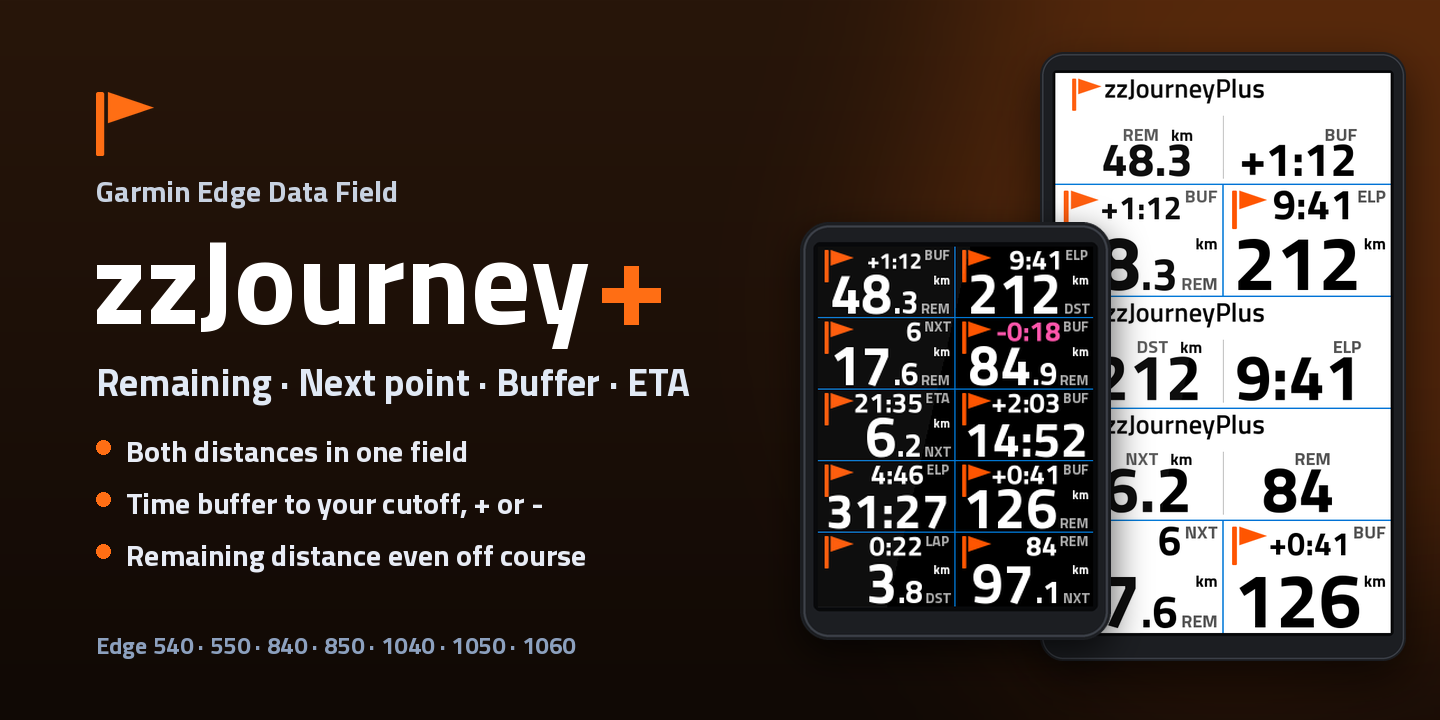 Garmin Edge Data Field
zzJourney+
Remaining · Next point · Buffer · ETA
Both distances in one field
Time buffer to your cutoff, + or -
Remaining distance even off course
Edge 540 · 550 · 840 · 850 · 1040 · 1050 · 1060
+1:12 BUF
48.3 km REM
9:41 ELP
212 km DST
6 NXT
17.6 km REM
-0:18 BUF
84.9 km REM
21:35 ETA
6.2 km NXT
+2:03 BUF
14:52
4:46 ELP
31:27
+0:41 BUF
126 km REM
0:22 LAP
3.8 km DST
84 REM
97.1 km NXT
zzJourneyPlus
REM km
48.3
BUF
+1:12
+1:12 BUF
8.3 km REM
9:41 ELP
212 km
zzJourneyPlus
DST km
212
ELP
9:41
zzJourneyPlus
NXT km
6.2
REM
84
6 NXT
7.6 km REM
+0:41 BUF
126 km